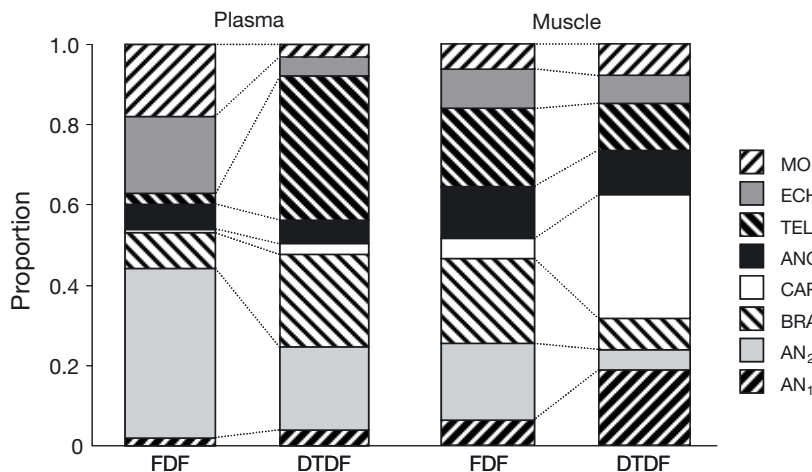 Plasma
Muscle
1.0
0.8
0.6
0.4
0.2
0
Proportion
FDF
DTDF
FDF
DTDF
MO
ECH
TEL
ANG
CAR
BRA
AN₂
AN₁